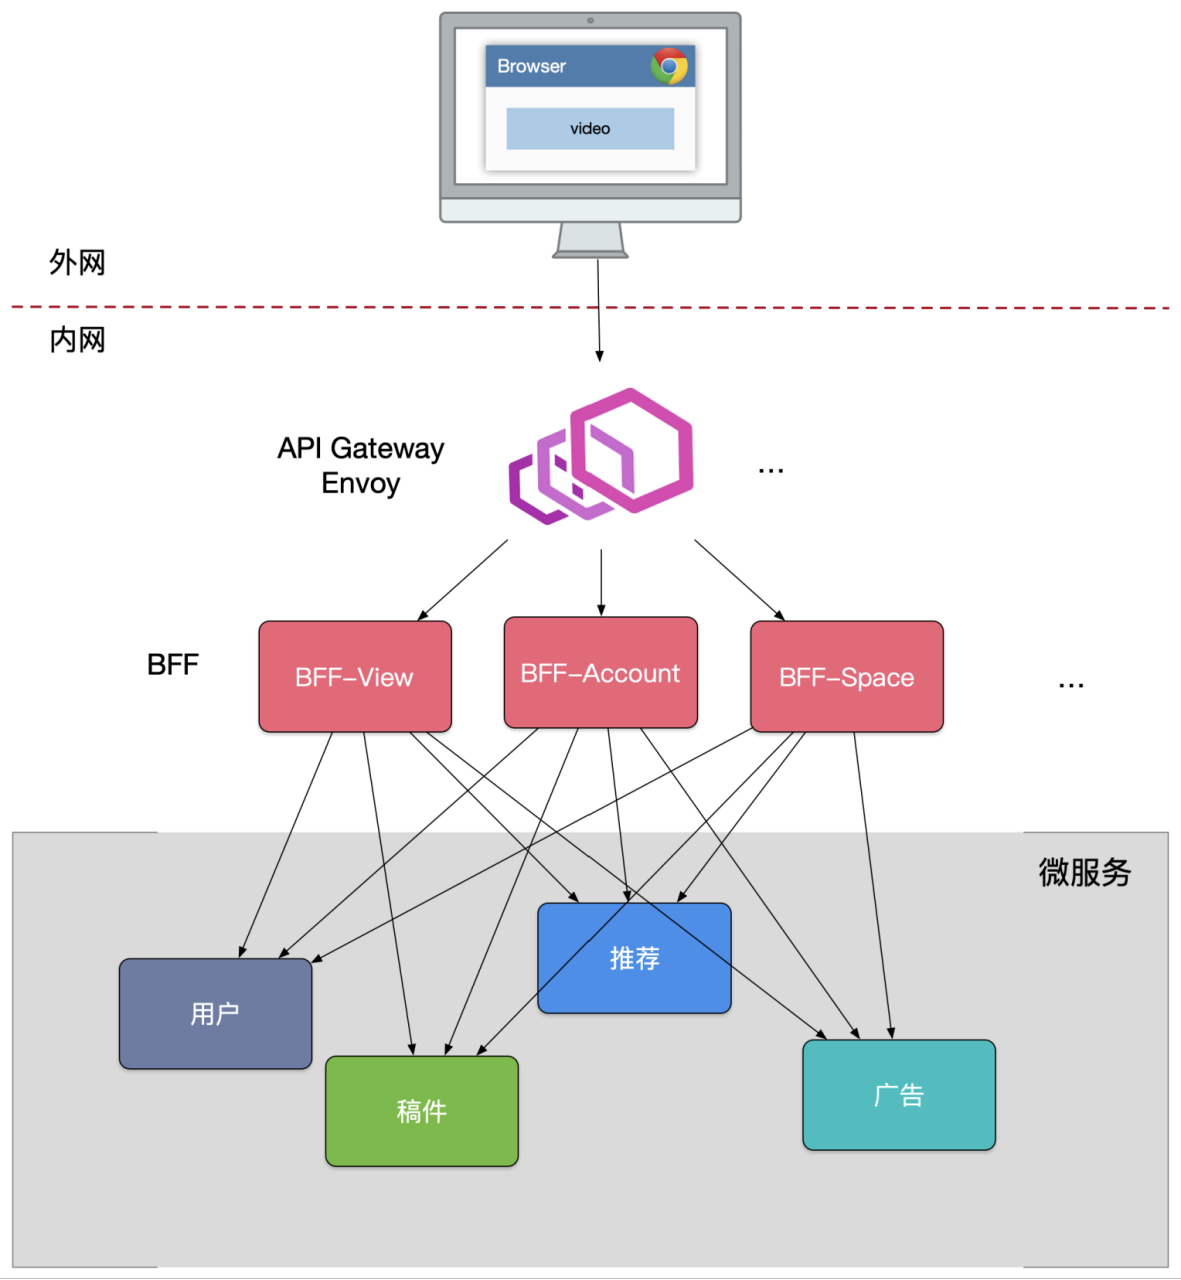 Browser
video
外网
内网
API Gateway
Envoy
...
BFF
BFF-View
BFF-Account
BFF-Space
...
微服务
推荐
用户
稿件
广告